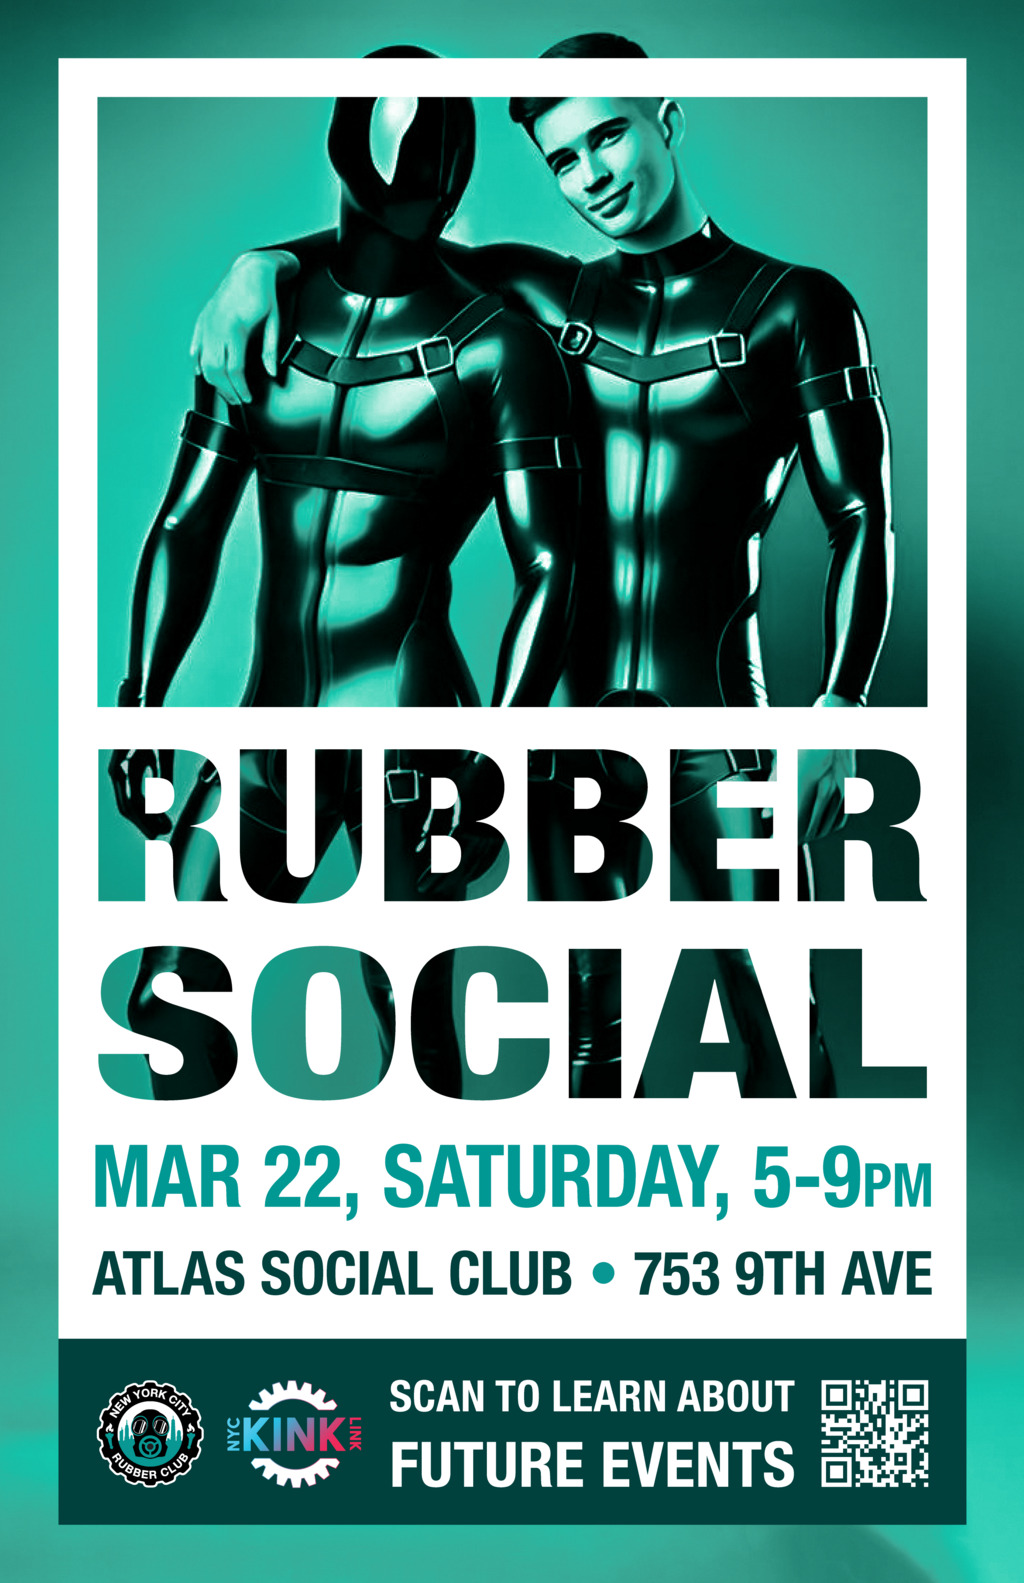 RUBBER
SOCIAL
MAR 22, SATURDAY, 5-9PM
ATLAS SOCIAL CLUB • 753 9TH AVE
NEW YORK CITY
RUBBER CLUB
NYC
KINK
LINK
SCAN TO LEARN ABOUT
FUTURE EVENTS